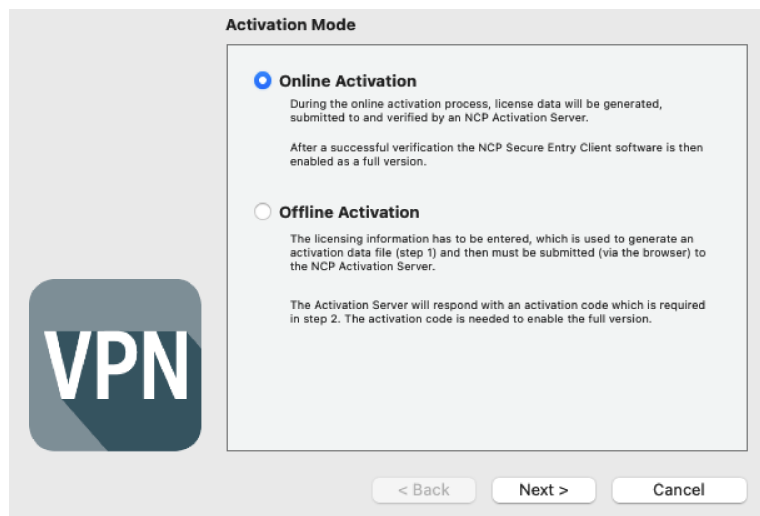 Activation Mode
Online Activation
During the online activation process, license data will be generated,
submitted to and verified by an NCP Activation Server.
After a successful verification the NCP Secure Entry Client software is then
enabled as a full version.
Offline Activation
The licensing information has to be entered, which is used to generate an
activation data file (step 1) and then must be submitted (via the browser) to
the NCP Activation Server.
The Activation Server will respond with an activation code which is required
in step 2. The activation code is needed to enable the full version.
VPN
< Back
Next >
Cancel